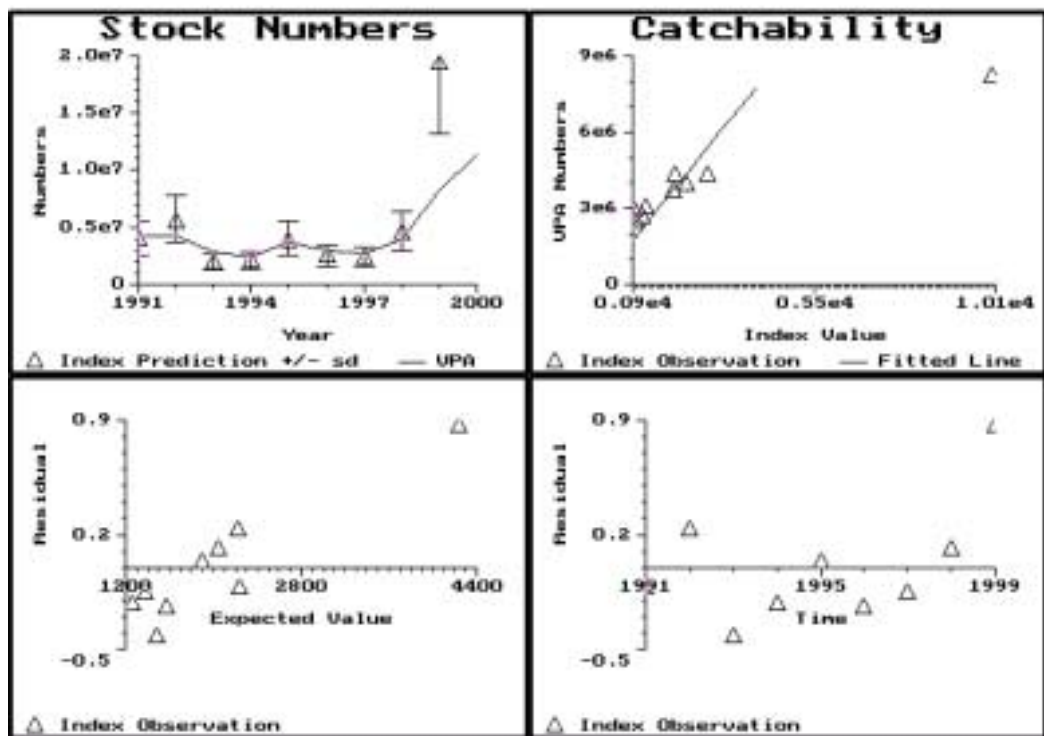 Stock Numbers
2.0e7
1.5e7
1.0e7
0.5e7
0
Numbers
1991 1994 1997 2000
Year
△ Index Prediction +/- sd — VPA
Catchability
9e6
6e6
3e6
0
VPA Numbers
0.09e4 0.55e4 1.01e4
Index Value
△ Index Observation — Fitted Line
0.9
0.2
-0.5
Residual
1200 2800 4400
Expected Value
△ Index Observation
0.9
0.2
-0.5
Residual
1991 1995 1999
Time
△ Index Observation